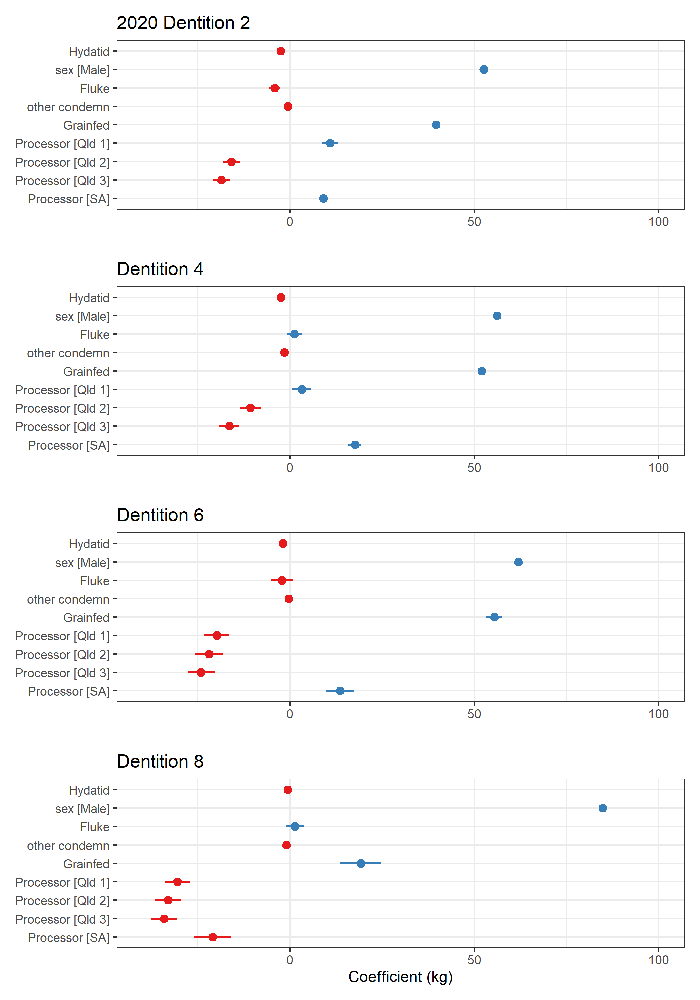 2020 Dentition 2
Hydatid
sex [Male]
Fluke
other condemn
Grainfed
Processor [Qld 1]
Processor [Qld 2]
Processor [Qld 3]
Processor [SA]
0 50 100
Dentition 4
Hydatid
sex [Male]
Fluke
other condemn
Grainfed
Processor [Qld 1]
Processor [Qld 2]
Processor [Qld 3]
Processor [SA]
0 50 100
Dentition 6
Hydatid
sex [Male]
Fluke
other condemn
Grainfed
Processor [Qld 1]
Processor [Qld 2]
Processor [Qld 3]
Processor [SA]
0 50 100
Dentition 8
Hydatid
sex [Male]
Fluke
other condemn
Grainfed
Processor [Qld 1]
Processor [Qld 2]
Processor [Qld 3]
Processor [SA]
0 50 100
Coefficient (kg)